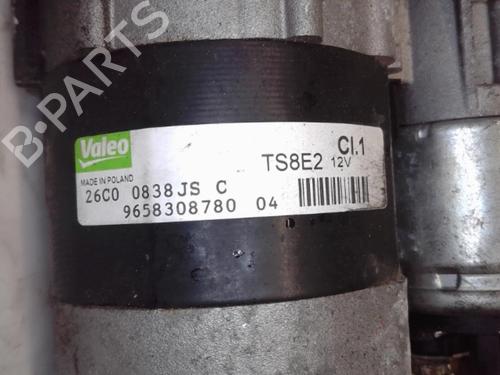 B-Parts
Valeo
MADE IN POLAND
TS8E2 12V Cl.1
26C0 0838JS C
9658308780 04